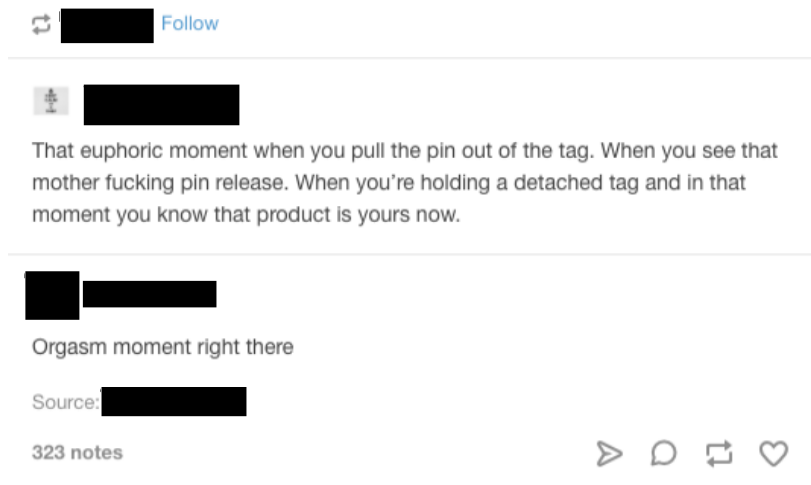 Follow
That euphoric moment when you pull the pin out of the tag. When you see that
mother fucking pin release. When you’re holding a detached tag and in that
moment you know that product is yours now.
Orgasm moment right there
Source:
323 notes